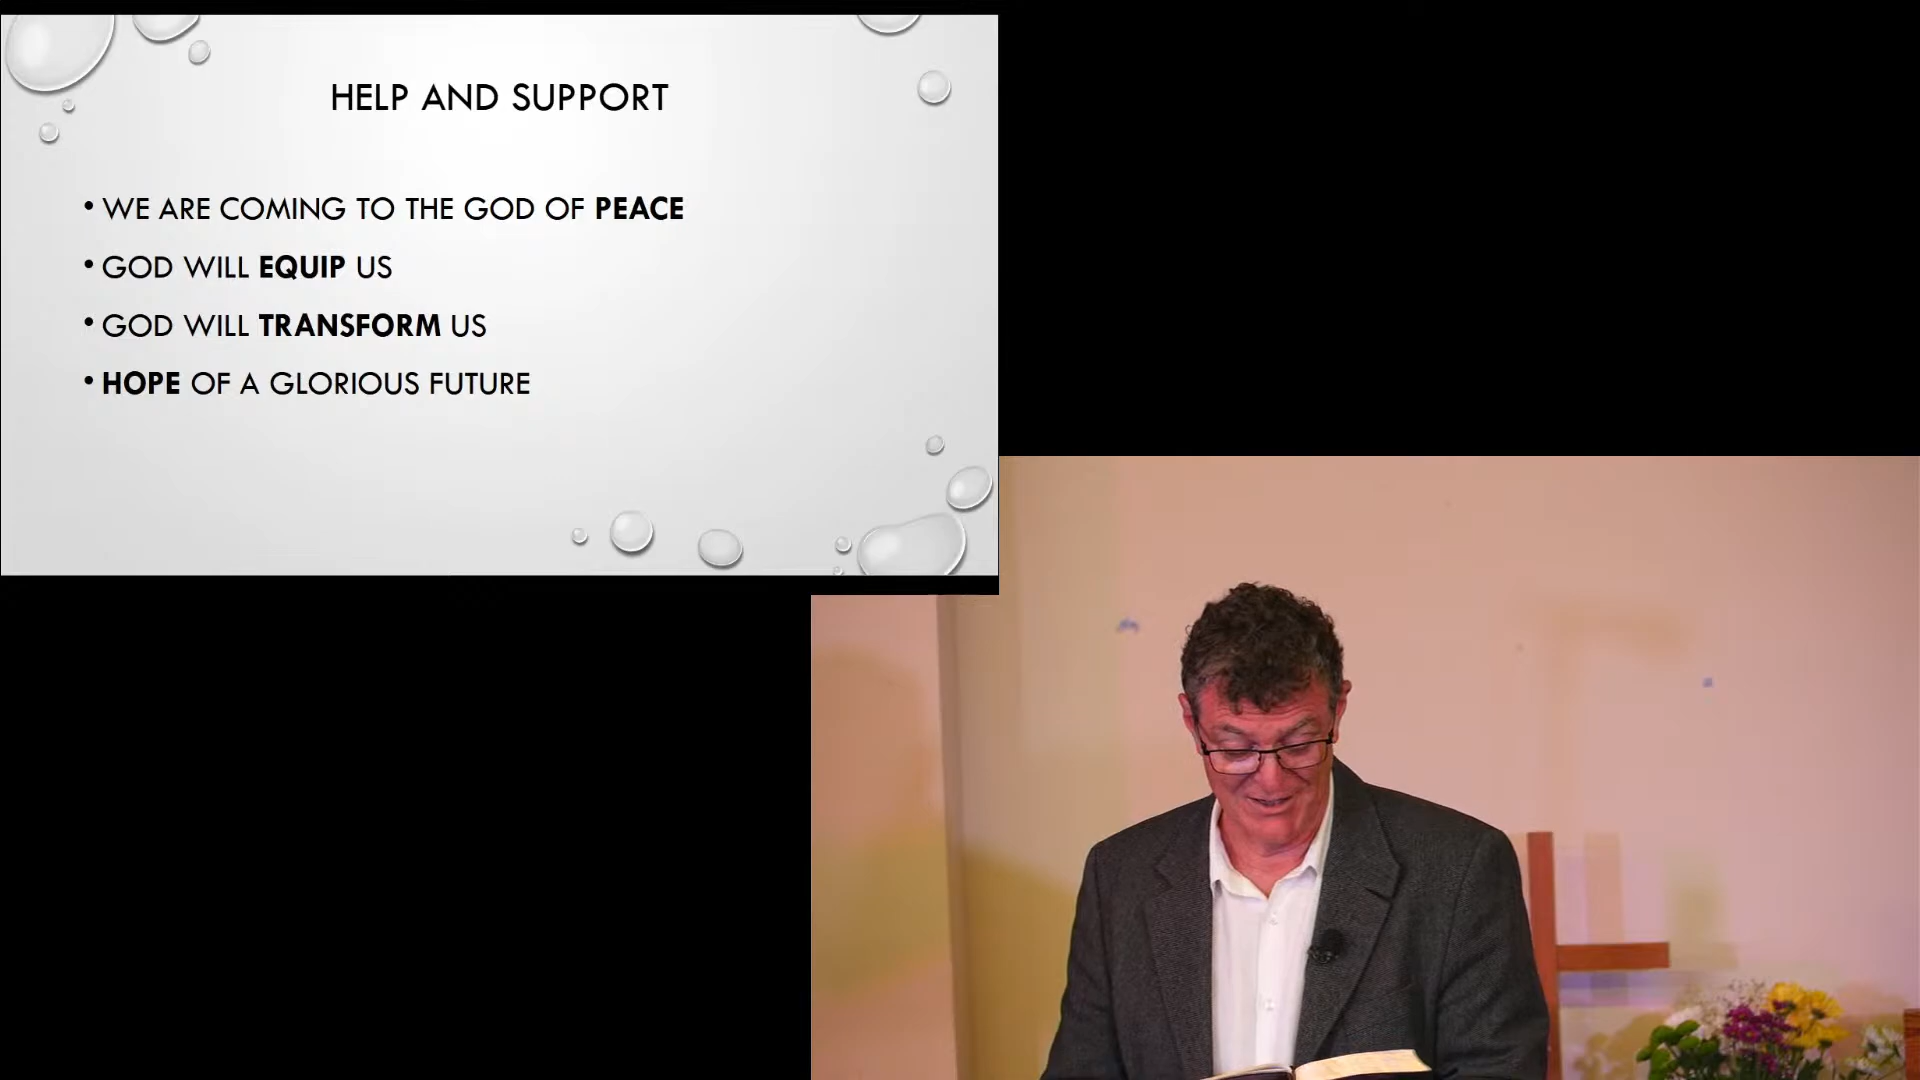 HELP AND SUPPORT
• WE ARE COMING TO THE GOD OF PEACE
• GOD WILL EQUIP US
• GOD WILL TRANSFORM US
• HOPE OF A GLORIOUS FUTURE